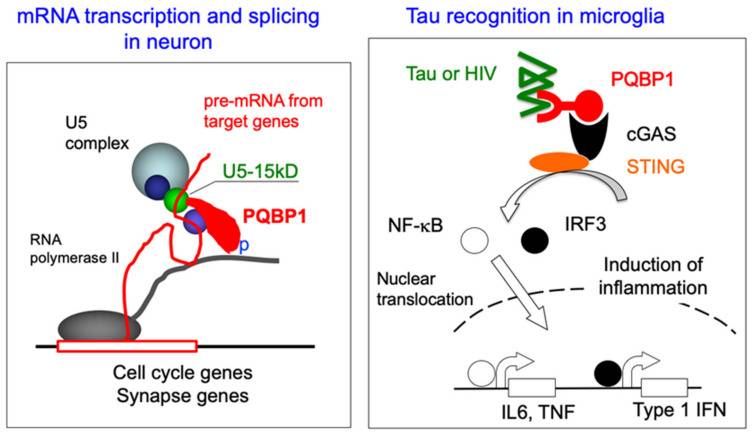 mRNA transcription and splicing
in neuron
pre-mRNA from
target genes
U5
complex
U5-15kD
PQBP1
p
RNA
polymerase II
Cell cycle genes
Synapse genes
Tau recognition in microglia
Tau or HIV
PQBP1
cGAS
STING
NF-κB
IRF3
Nuclear
translocation
Induction of
inflammation
IL6, TNF
Type 1 IFN